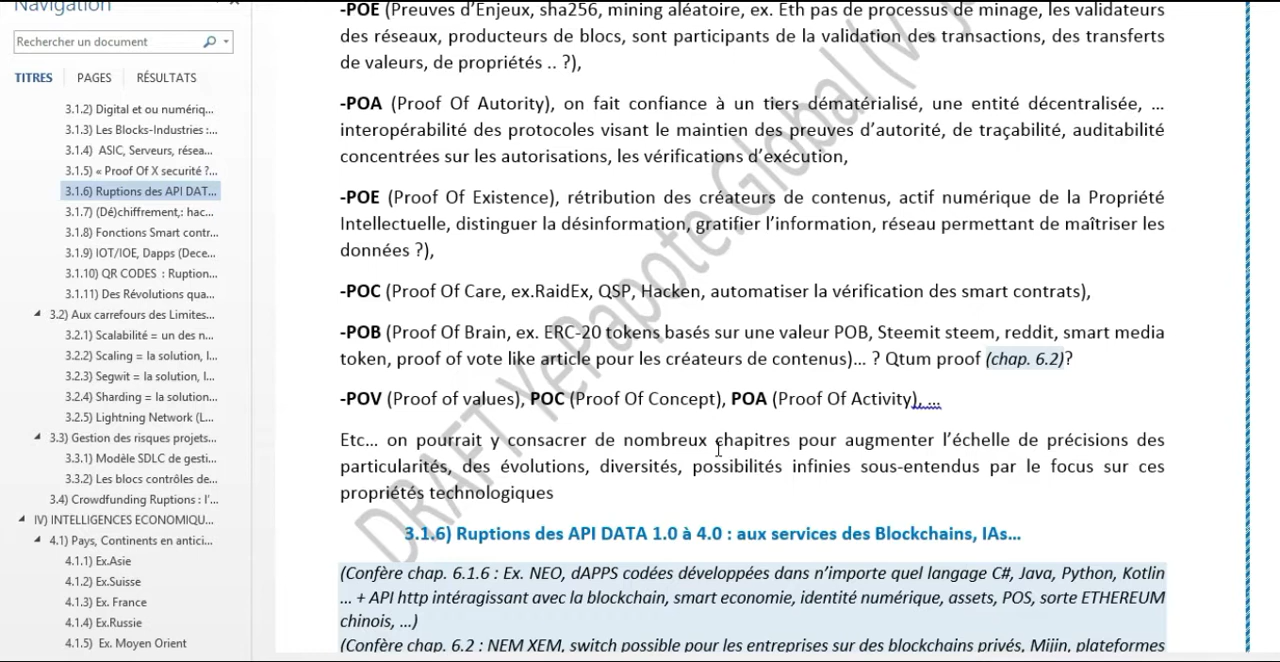 Navigation
Rechercher un document
TITRES PAGES RÉSULTATS
3.1.2) Digital et ou numériq...
3.1.3) Les Blocks-Industries :...
3.1.4) ASIC, Serveurs, résea...
3.1.5) « Proof Of X securité ?...
3.1.6) Ruptions des API DAT...
3.1.7) (Dé)chiffrement,: hac...
3.1.8) Fonctions Smart contr...
3.1.9) IOT/IOE, Dapps (Dece...
3.1.10) QR CODES : Ruption...
3.1.11) Des Révolutions qua...
3.2) Aux carrefours des Limites...
3.2.1) Scalabilité = un des n...
3.2.2) Scaling = la solution, l...
3.2.3) Segwit = la solution, l...
3.2.4) Sharding = la solution...
3.2.5) Lightning Network (L...
3.3) Gestion des risques projets...
3.3.1) Modèle SDLC de gesti...
3.3.2) Les blocs contrôles de...
3.4) Crowdfunding Ruptions : l'...
IV) INTELLIGENCES ECONOMIQU...
4.1) Pays, Continents en antici...
4.1.1) Ex.Asie
4.1.2) Ex.Suisse
4.1.3) Ex. France
4.1.4) Ex.Russie
4.1.5) Ex. Moyen Orient
-POE (Preuves d'Enjeux, sha256, mining aléatoire, ex. Eth pas de processus de minage, les validateurs
des réseaux, producteurs de blocs, sont participants de la validation des transactions, des transferts
de valeurs, de propriétés .. ?),
-POA (Proof Of Autority), on fait confiance à un tiers dématérialisé, une entité décentralisée, ...
interopérabilité des protocoles visant le maintien des preuves d'autorité, de traçabilité, auditabilité
concentrées sur les autorisations, les vérifications d'exécution,
-POE (Proof Of Existence), rétribution des créateurs de contenus, actif numérique de la Propriété
Intellectuelle, distinguer la désinformation, gratifier l'information, réseau permettant de maîtriser les
données ?),
-POC (Proof Of Care, ex.RaidEx, QSP, Hacken, automatiser la vérification des smart contrats),
-POB (Proof Of Brain, ex. ERC-20 tokens basés sur une valeur POB, Steemit steem, reddit, smart media
token, proof of vote like article pour les créateurs de contenus)... ? Qtum proof (chap. 6.2)?
-POV (Proof of values), POC (Proof Of Concept), POA (Proof Of Activity), ...
Etc... on pourrait y consacrer de nombreux chapitres pour augmenter l'échelle de précisions des
particularités, des évolutions, diversités, possibilités infinies sous-entendus par le focus sur ces
propriétés technologiques
3.1.6) Ruptions des API DATA 1.0 à 4.0 : aux services des Blockchains, IAs...
(Confère chap. 6.1.6 : Ex. NEO, dAPPS codées développées dans n'importe quel langage C#, Java, Python, Kotlin
... + API http intéragissant avec la blockchain, smart economie, identité numérique, assets, POS, sorte ETHEREUM
chinois, ...)
(Confère chap. 6.2 : NEM XEM, switch possible pour les entreprises sur des blockchains privés, Mijin, plateformes
DRAFT YePapote.Global (V.